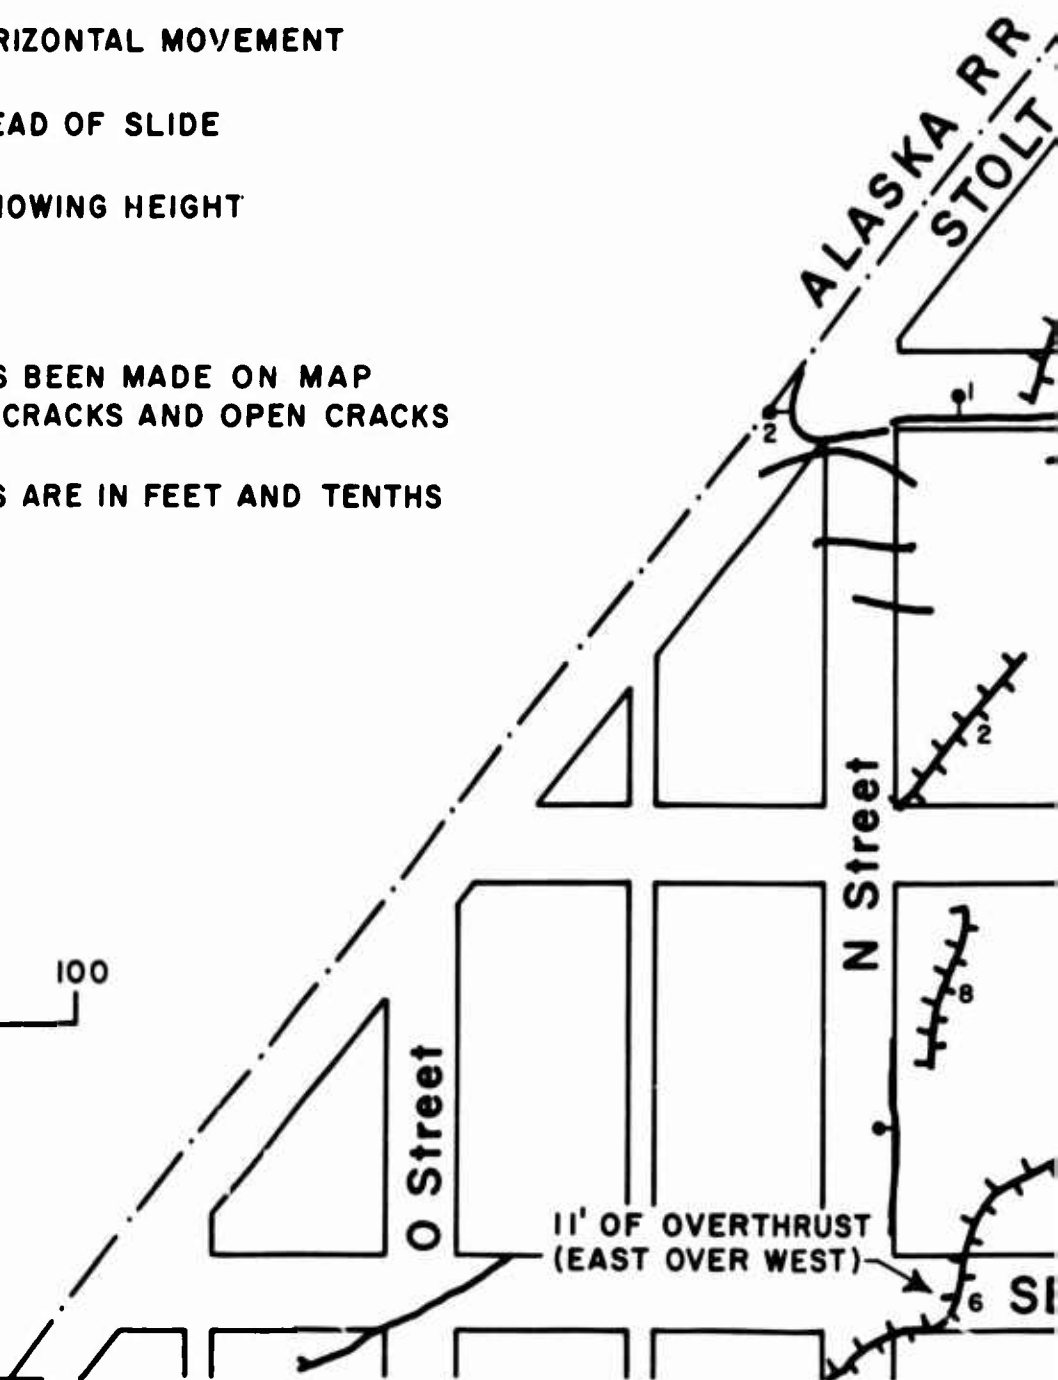 RIZONTAL MOVEMENT
EAD OF SLIDE
HOWING HEIGHT
S BEEN MADE ON MAP
CRACKS AND OPEN CRACKS
S ARE IN FEET AND TENTHS
ALASKA RR
STOLT
1
2
2
N Street
100
8
O Street
11' OF OVERTHRUST
(EAST OVER WEST)
6